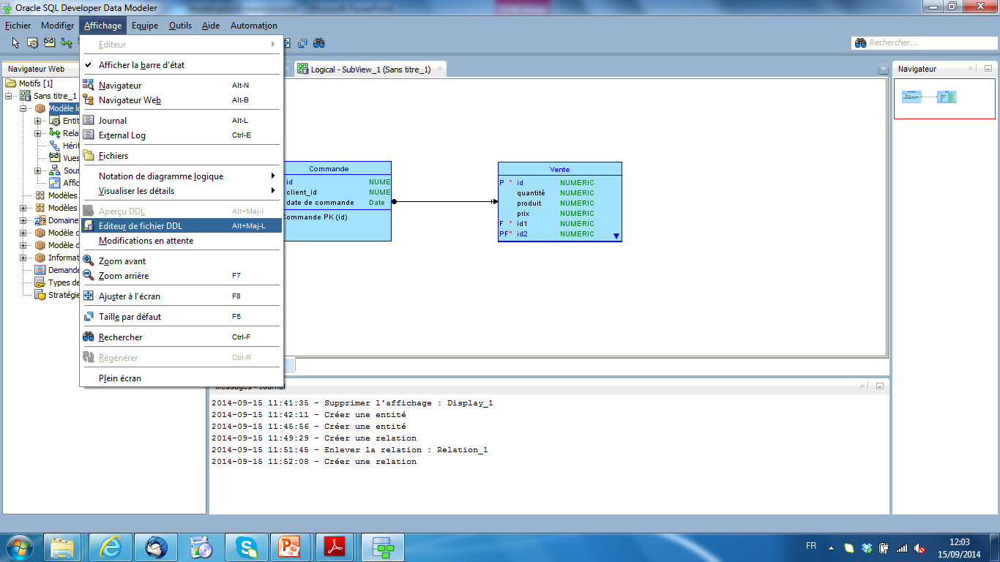 Oracle SQL Developer Data Modeler
Fichier Modifier Affichage Equipe Outils Aide Automation
Rechercher...
Navigateur Web
Motifs [1]
Sans titre_1
Modèle lo
Entit
Rela
Hérit
Vues
Sous
Affic
Modèles
Modèles
Domaine
Modèle d
Modèle d
Informat
Demande
Types de
Stratégie
Editeur
Afficher la barre d'état
Navigateur Alt-N
Navigateur Web Alt-B
Journal Alt-L
External Log Ctrl-E
Fichiers
Notation de diagramme logique
Visualiser les détails
Aperçu DDL Alt+Maj-I
Editeur de fichier DDL Alt+Maj-L
Modifications en attente
Zoom avant
Zoom arrière F7
Ajuster à l'écran F8
Taille par défaut F5
Rechercher Ctrl-F
Régénérer Ctrl-R
Plein écran
Logical - SubView_1 (Sans titre_1)
Commande
id NUME
client_id NUME
date de commande Date
Commande PK (id)
Vente
P * id NUMERIC
quantité NUMERIC
produit NUMERIC
prix NUMERIC
F * id1 NUMERIC
PF* id2 NUMERIC
Navigateur
Messages - Journal
2014-09-15 11:41:35 - Supprimer l'affichage : Display_1
2014-09-15 11:42:11 - Créer une entité
2014-09-15 11:45:56 - Créer une entité
2014-09-15 11:49:29 - Créer une relation
2014-09-15 11:51:45 - Enlever la relation : Relation_1
2014-09-15 11:52:08 - Créer une relation
FR
12:03
15/09/2014